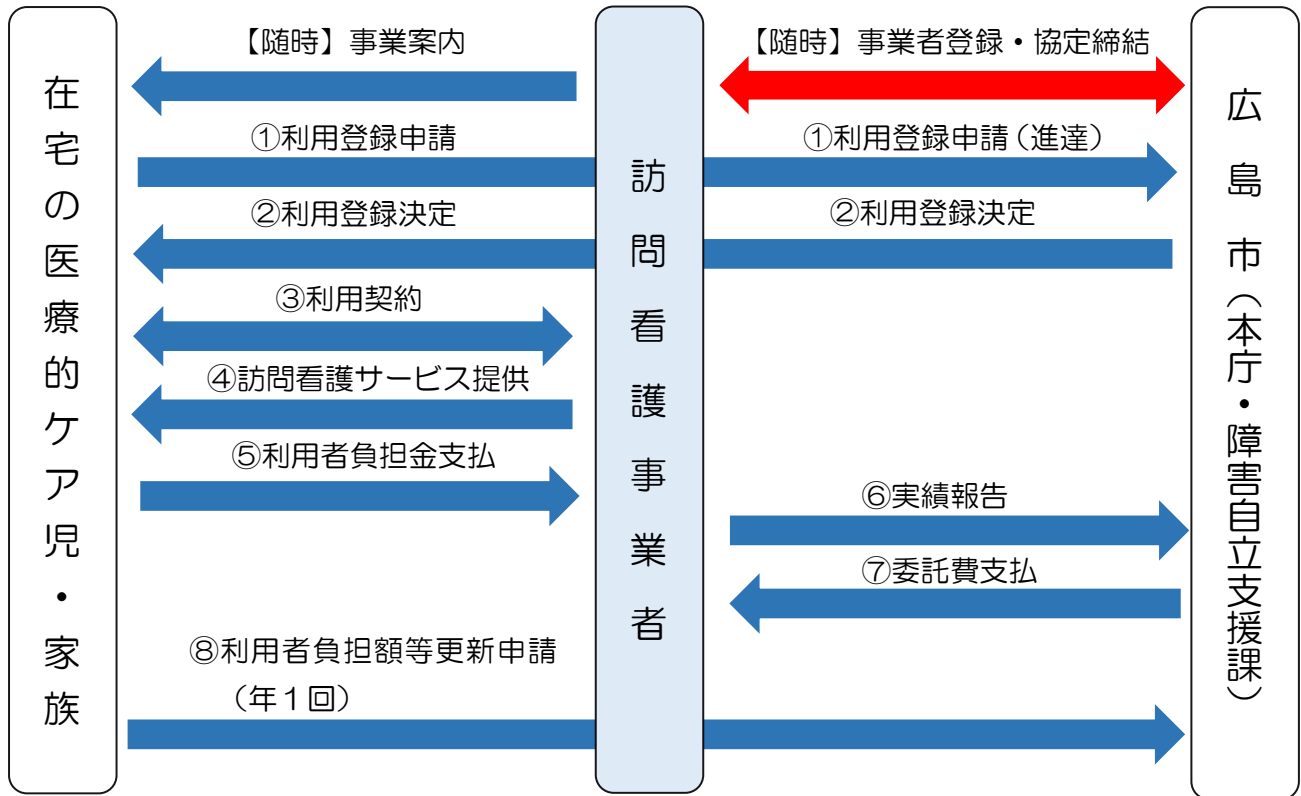 在宅の医療的ケア児・家族
【随時】事業案内
①利用登録申請
②利用登録決定
③利用契約
④訪問看護サービス提供
⑤利用者負担金支払
⑧利用者負担額等更新申請
（年１回）
訪問看護事業者
【随時】事業者登録・協定締結
①利用登録申請（進達）
②利用登録決定
⑥実績報告
⑦委託費支払
広島市（本庁・障害自立支援課）